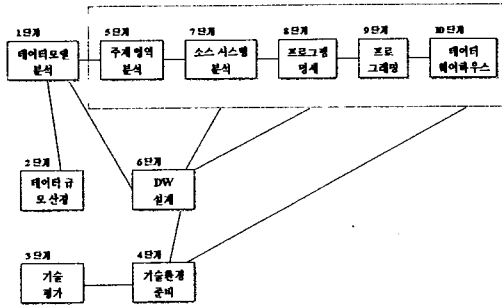 1단계
데이터모델
분석
5단계
주제 영역
분석
7단계
소스 시스템
분석
8단계
프로그램
명세
9단계
프로
그래밍
10단계
데이터
웨어하우스
2단계
데이터 규
모 산정
6단계
DW
설계
3단계
기술
평가
4단계
기술환경
준비